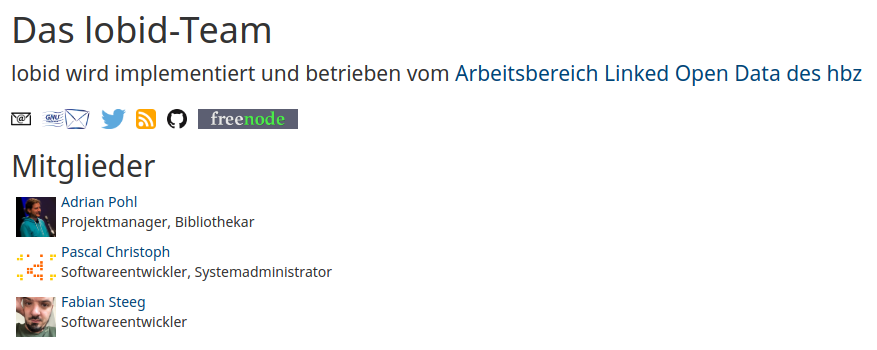 Das lobid-Team
lobid wird implementiert und betrieben vom Arbeitsbereich Linked Open Data des hbz
@ GNU freenode
Mitglieder
Adrian Pohl
Projektmanager, Bibliothekar
Pascal Christoph
Softwareentwickler, Systemadministrator
Fabian Steeg
Softwareentwickler